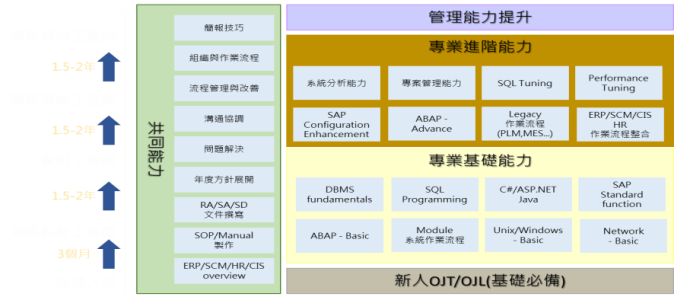 1.5-2年
1.5-2年
1.5-2年
3個月
共同能力
簡報技巧
組織與作業流程
流程管理與改善
溝通協調
問題解決
年度方針展開
RA/SA/SD
文件撰寫
SOP/Manual
製作
ERP/SCM/HR/CIS
overview
管理能力提升
專業進階能力
系統分析能力
專案管理能力
SQL Tuning
Performance
Tuning
SAP
Configuration
Enhancement
ABAP -
Advance
Legacy
作業流程
(PLM,MES...)
ERP/SCM/CIS
HR
作業流程整合
專業基礎能力
DBMS
fundamentals
SQL
Programming
C#/ASP.NET
Java
SAP
Standard
function
ABAP - Basic
Module
系統作業流程
Unix/Windows
- Basic
Network
- Basic
新人OJT/OJL(基礎必備)